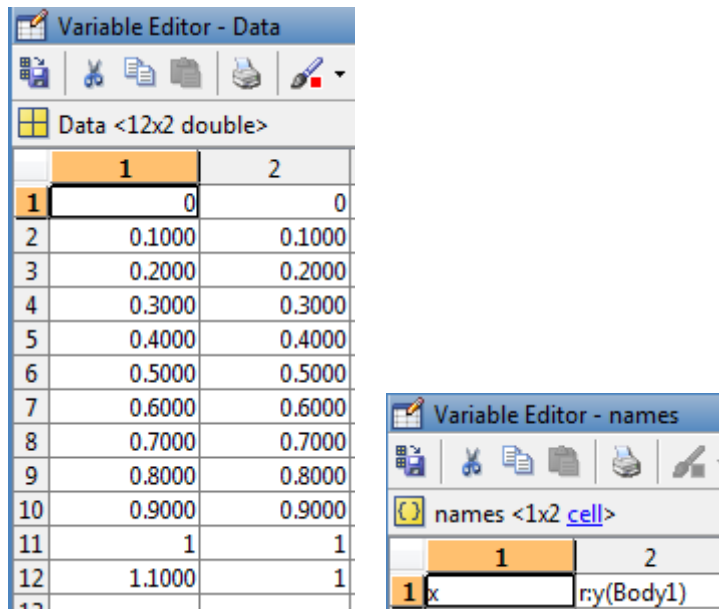 Variable Editor - Data
Data <12x2 double>
1 2
1 0 0
2 0.1000 0.1000
3 0.2000 0.2000
4 0.3000 0.3000
5 0.4000 0.4000
6 0.5000 0.5000
7 0.6000 0.6000
8 0.7000 0.7000
9 0.8000 0.8000
10 0.9000 0.9000
11 1 1
12 1.1000 1
Variable Editor - names
names <1x2 cell>
1 2
1 x r:y(Body1)